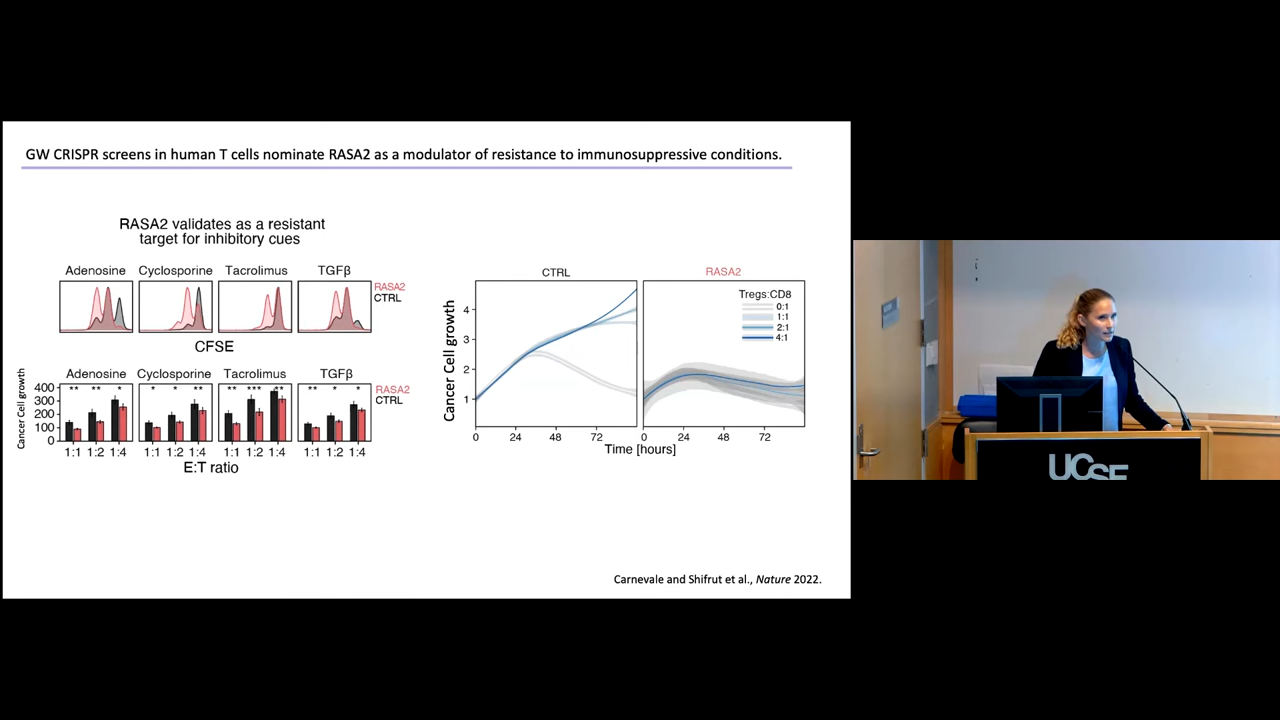 GW CRISPR screens in human T cells nominate RASA2 as a modulator of resistance to immunosuppressive conditions.
RASA2 validates as a resistant
target for inhibitory cues
Adenosine Cyclosporine Tacrolimus TGFβ
RASA2
CTRL
CFSE
Adenosine Cyclosporine Tacrolimus TGFβ
RASA2
CTRL
Cancer Cell growth
400
300
200
100
0
** ** * * * ** ** *** ** ** * *
1:1 1:2 1:4 1:1 1:2 1:4 1:1 1:2 1:4 1:1 1:2 1:4
E:T ratio
CTRL RASA2
Cancer Cell growth
4
3
2
1
Tregs:CD8
0:1
1:1
2:1
4:1
0 24 48 72 0 24 48 72
Time [hours]
Carnevale and Shifrut et al., Nature 2022.
UCSF